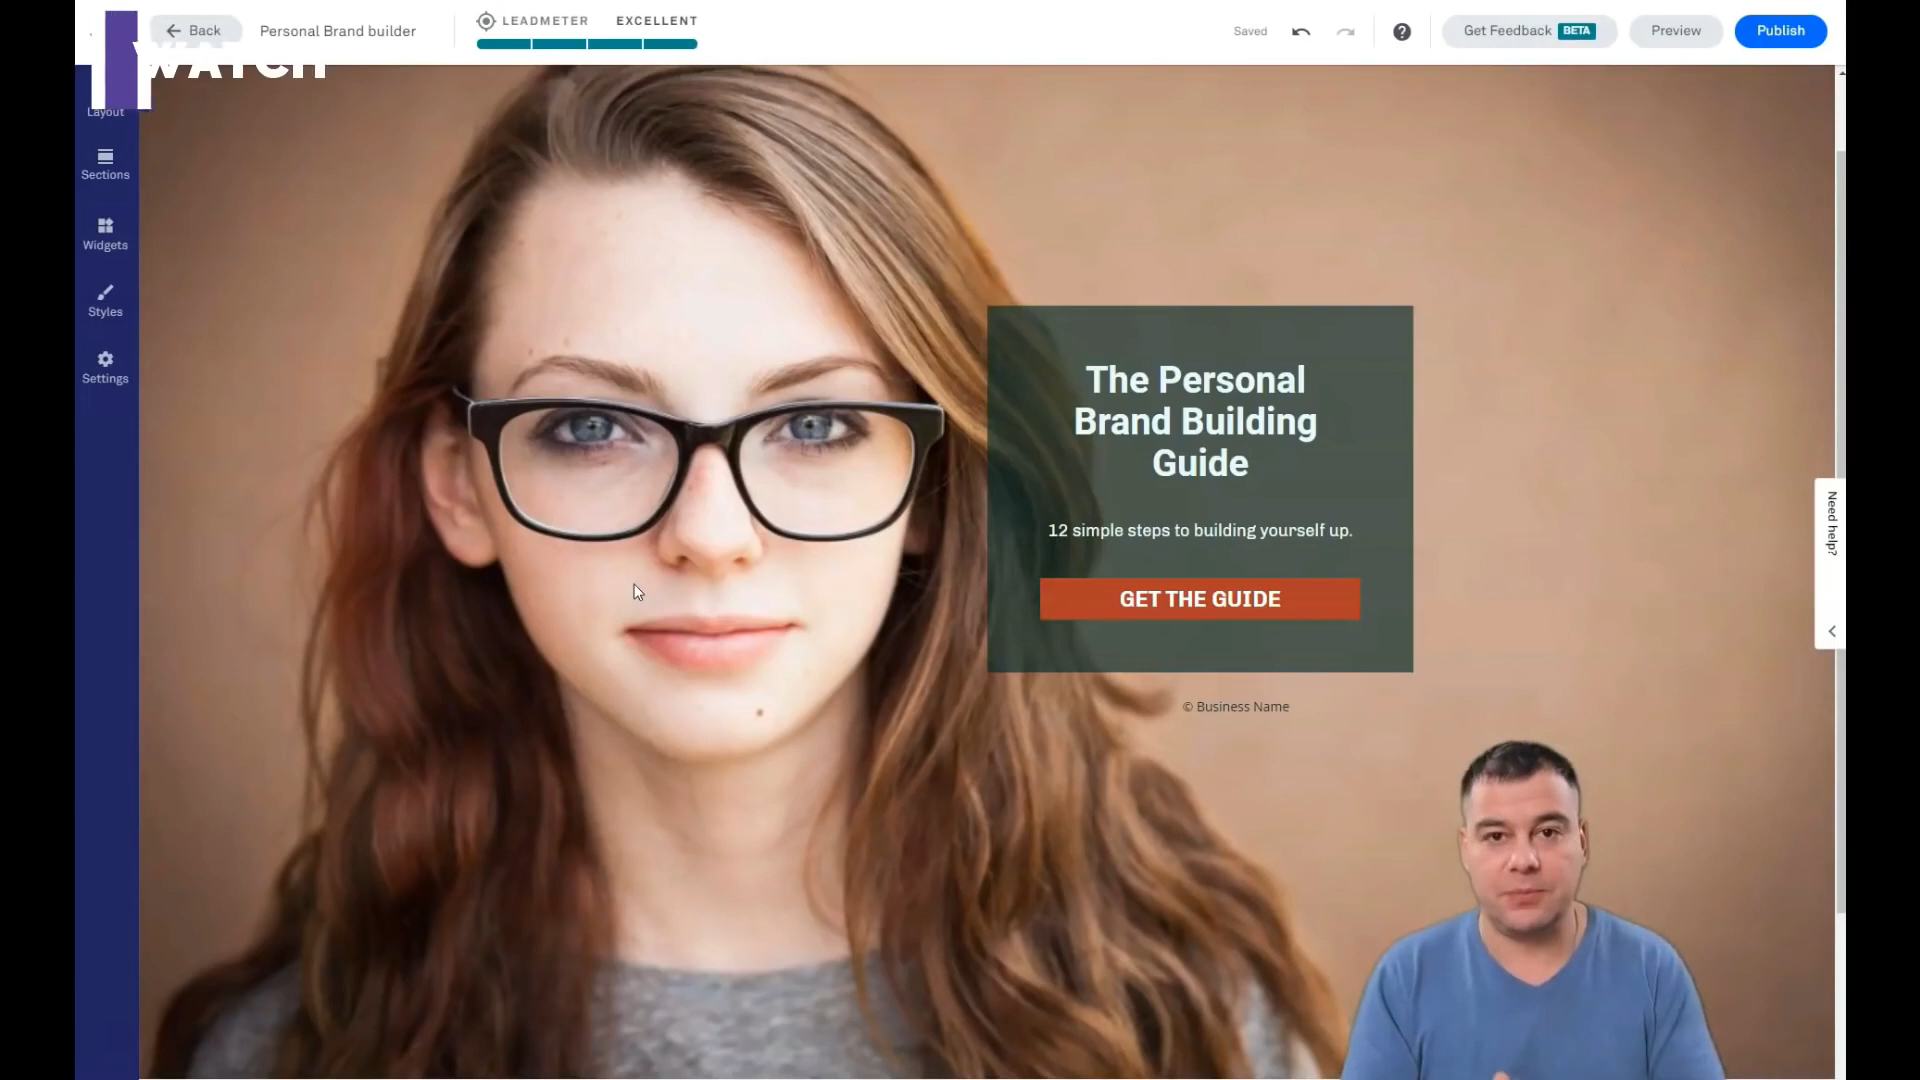 Back
Personal Brand builder
LEADMETER EXCELLENT
Saved
Get Feedback BETA
Preview
Publish
WATCH
Layout
Sections
Widgets
Styles
Settings
The Personal
Brand Building
Guide
12 simple steps to building yourself up.
GET THE GUIDE
© Business Name
Need help?